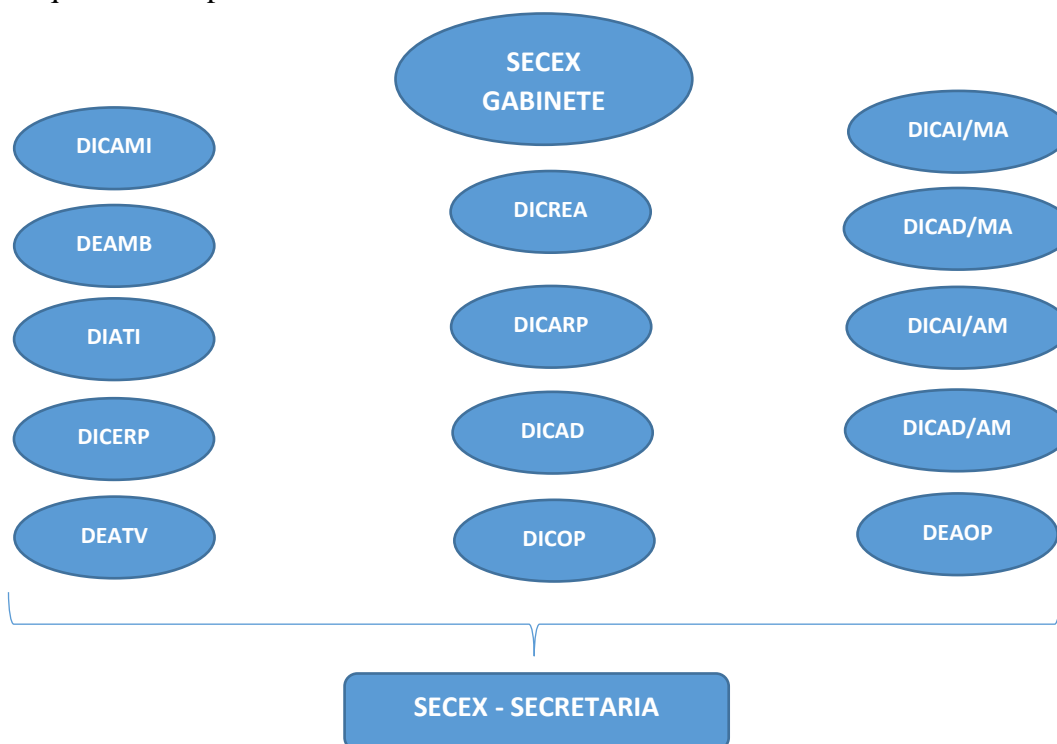 SECEX
GABINETE
DICAMI
DEAMB
DIATI
DICERP
DEATV
DICREA
DICARP
DICAD
DICOP
DICAI/MA
DICAD/MA
DICAI/AM
DICAD/AM
DEAOP
SECEX - SECRETARIA